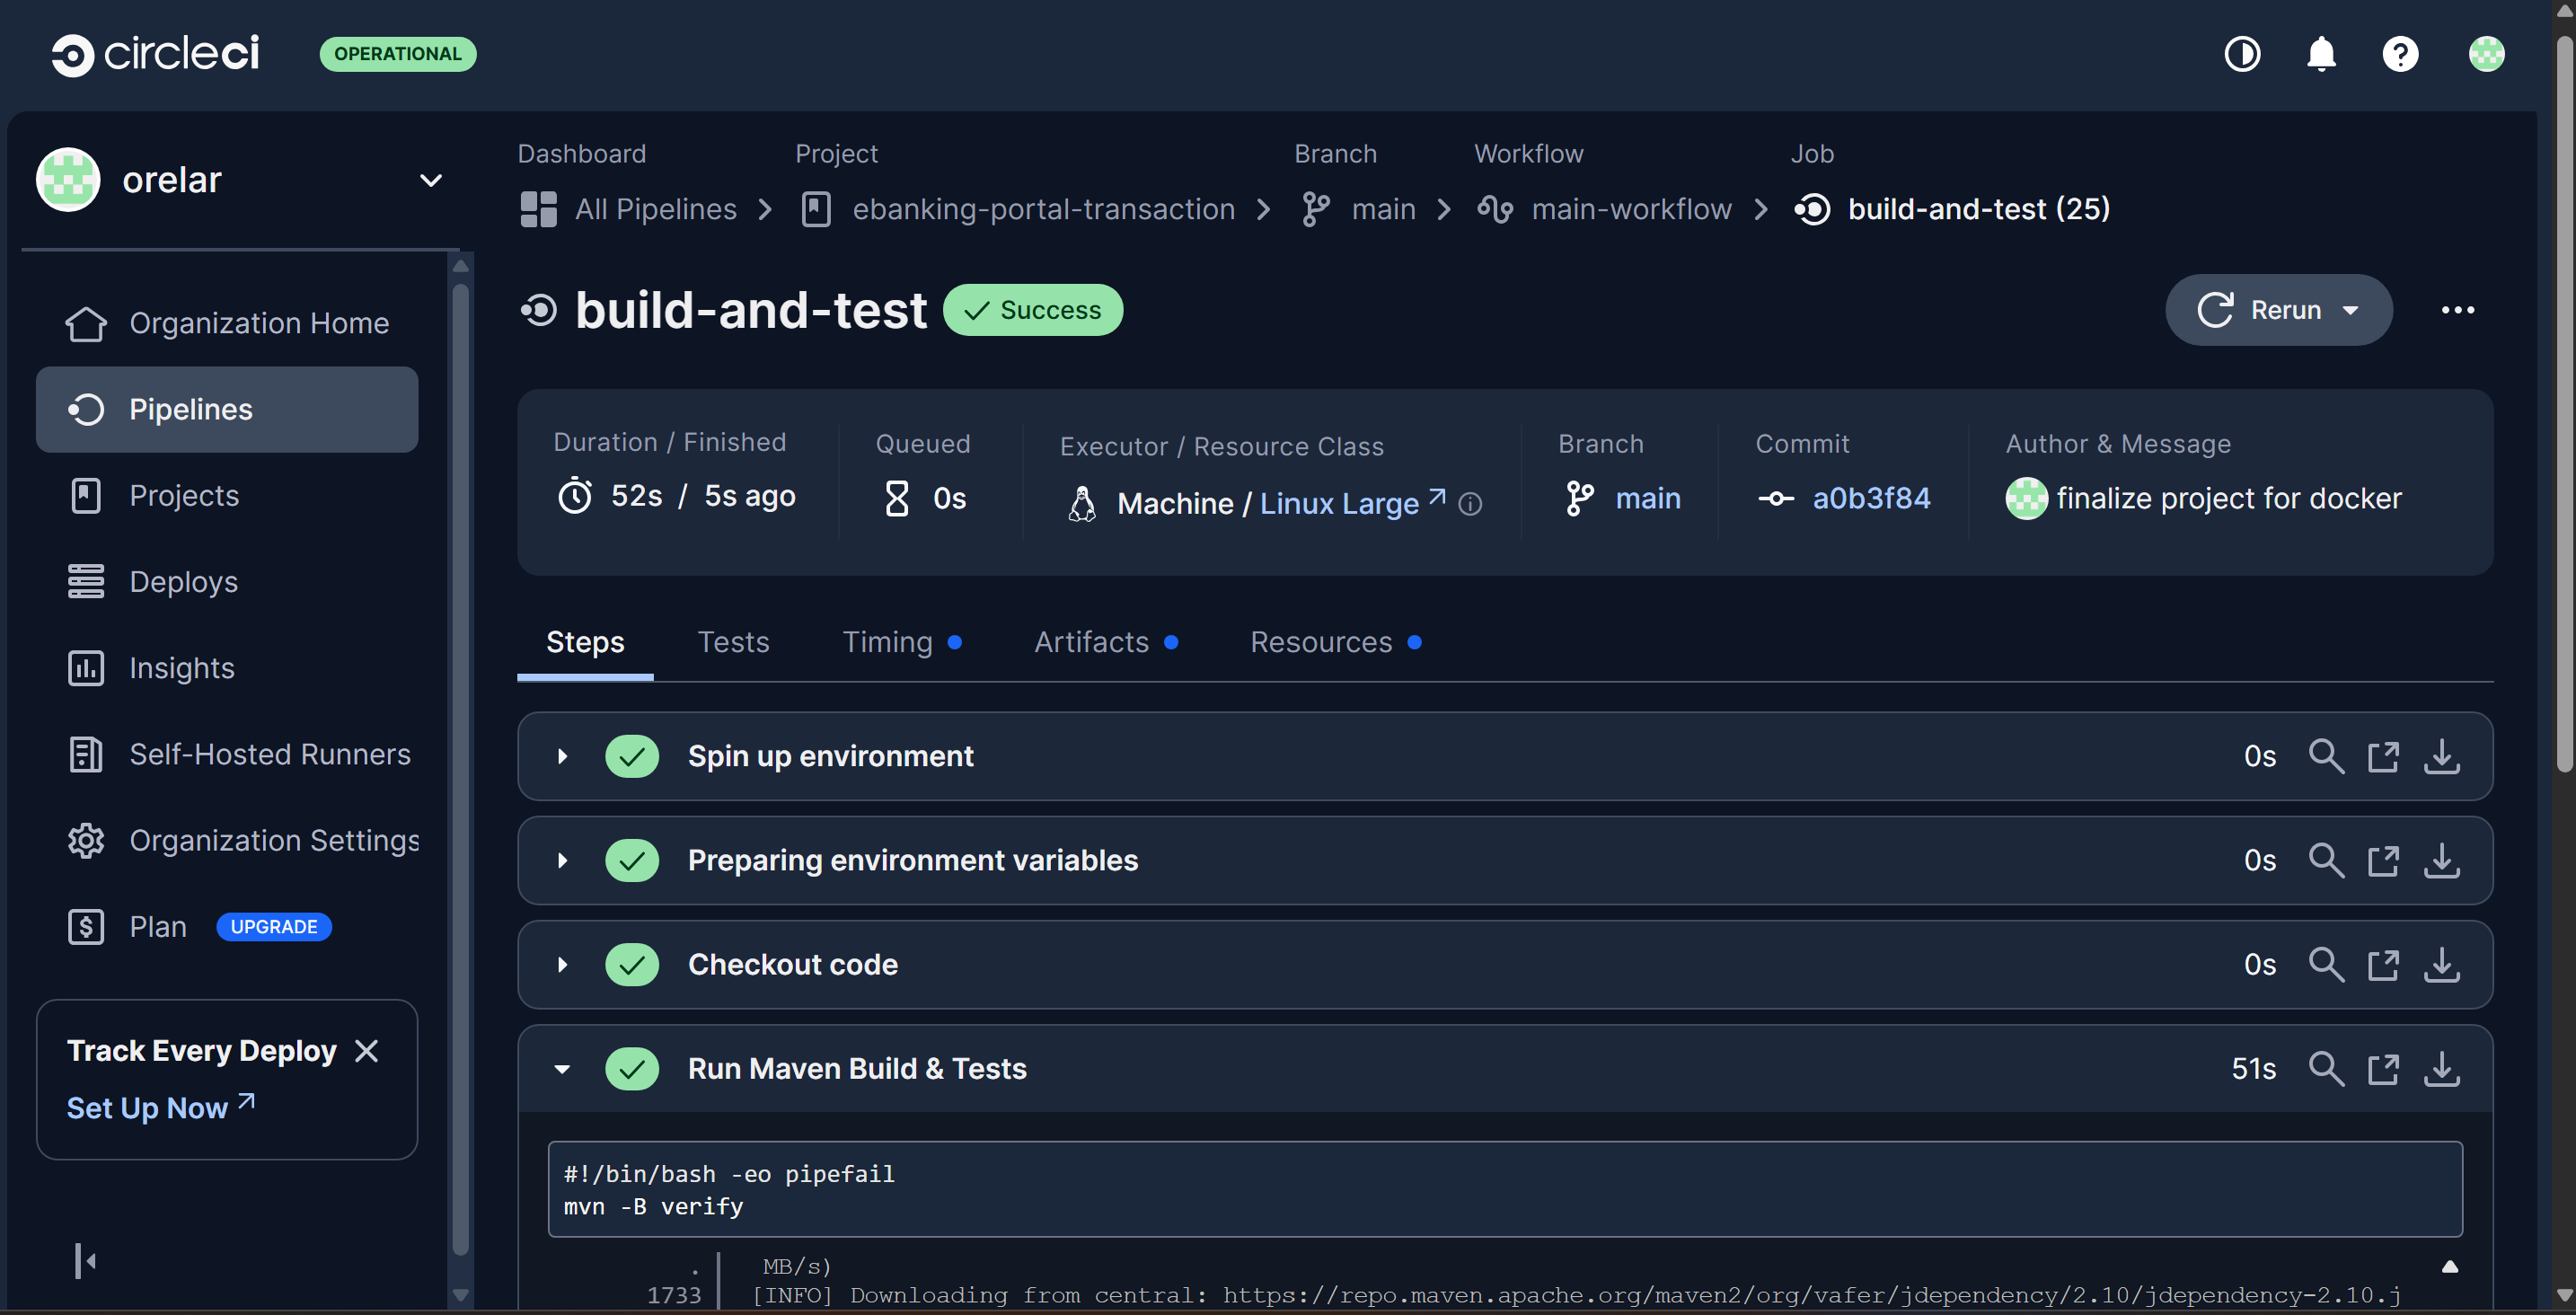 circleci
OPERATIONAL
orelar
Organization Home
Pipelines
Projects
Deploys
Insights
Self-Hosted Runners
Organization Settings
Plan UPGRADE
Track Every Deploy
Set Up Now
Dashboard Project Branch Workflow Job
All Pipelines ebanking-portal-transaction main main-workflow build-and-test (25)
build-and-test Success Rerun
Duration / Finished Queued Executor / Resource Class Branch Commit Author & Message
52s / 5s ago 0s Machine / Linux Large main a0b3f84 finalize project for docker
Steps Tests Timing Artifacts Resources
Spin up environment 0s
Preparing environment variables 0s
Checkout code 0s
Run Maven Build & Tests 51s
#!/bin/bash -eo pipefail
mvn -B verify
. MB/s)
1733 [INFO] Downloading from central: https://repo.maven.apache.org/maven2/org/vafer/jdependency/2.10/jdependency-2.10.j